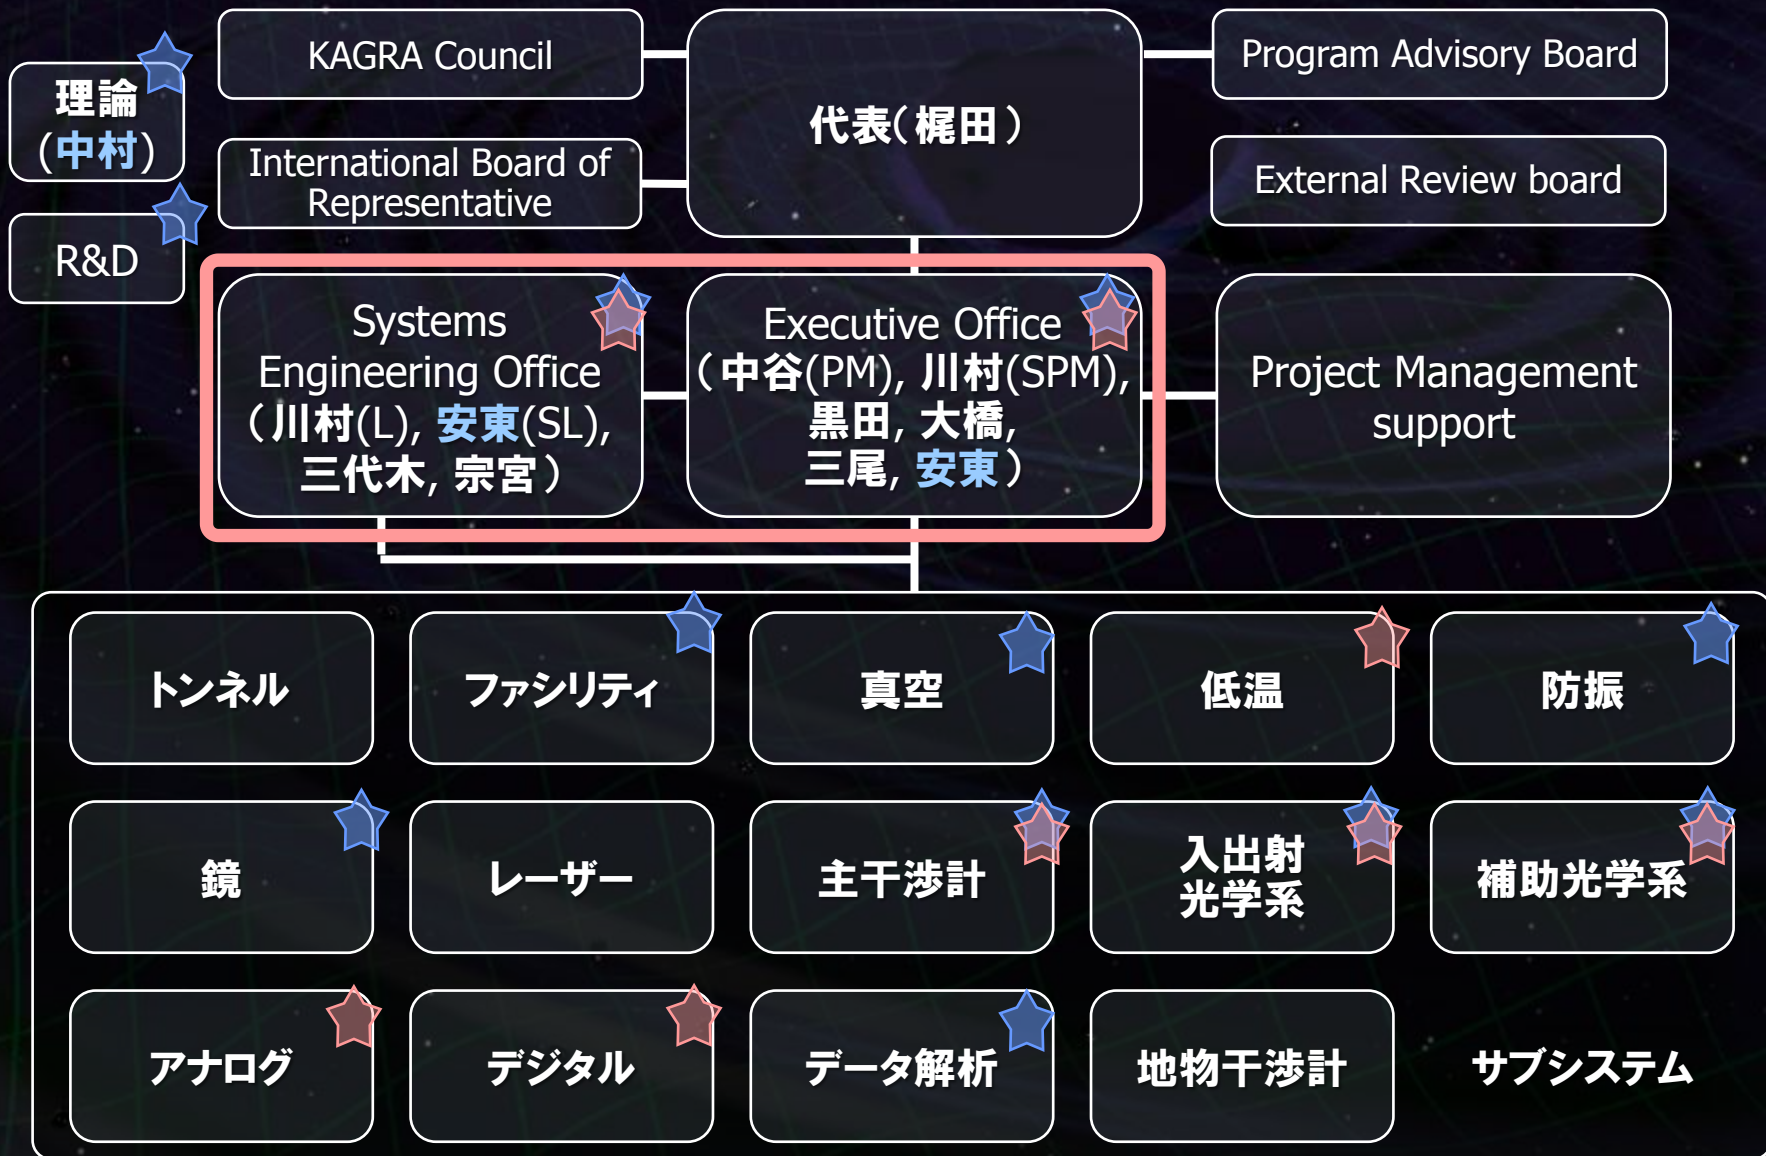 理論
(中村)
KAGRA Council
代表(梶田)
Program Advisory Board
International Board of
Representative
External Review board
R&D
Systems
Engineering Office
(川村(L), 安東(SL),
三代木, 宗宮)
Executive Office
(中谷(PM), 川村(SPM),
黒田, 大橋,
三尾, 安東)
Project Management
support
トンネル
ファシリティ
真空
低温
防振
鏡
レーザー
主干渉計
入出射
光学系
補助光学系
アナログ
デジタル
データ解析
地物干渉計
サブシステム